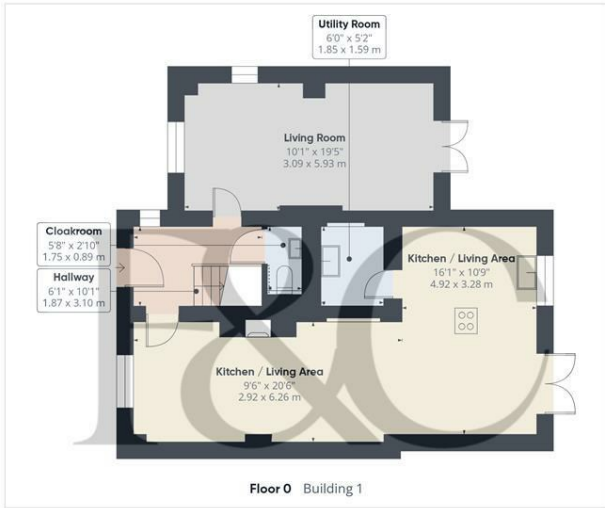 Utility Room
6'0" x 5'2"
1.85 x 1.59 m
Living Room
10'1" x 19'5"
3.09 x 5.93 m
Cloakroom
5'8" x 2'10"
1.75 x 0.89 m
Hallway
6'1" x 10'1"
1.87 x 3.10 m
Kitchen / Living Area
16'1" x 10'9"
4.92 x 3.28 m
Kitchen / Living Area
9'6" x 20'6"
2.92 x 6.26 m
F&C
Floor 0 Building 1